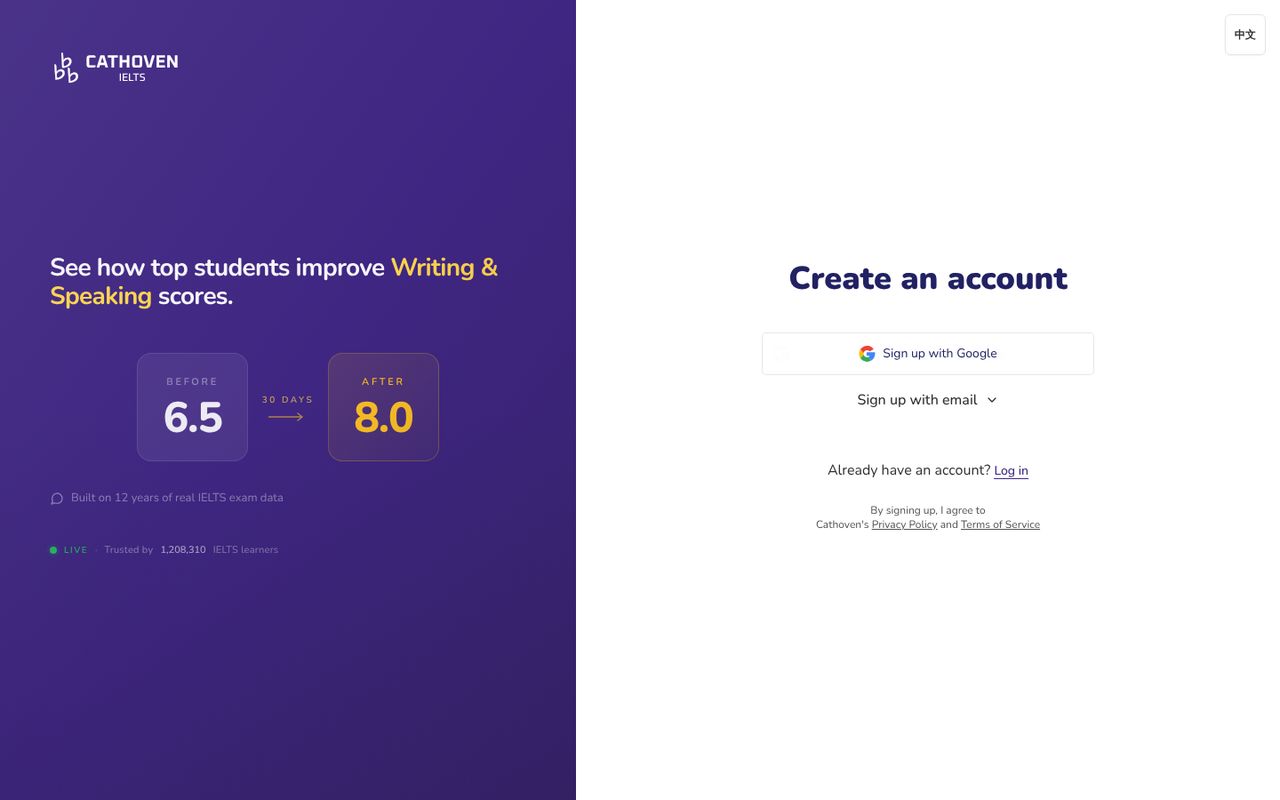 CATHOVEN
IELTS
中文
See how top students improve Writing &
Speaking scores.
BEFORE
6.5
30 DAYS
AFTER
8.0
Built on 12 years of real IELTS exam data
LIVE · Trusted by 1,208,310 IELTS learners
Create an account
Sign up with Google
Sign up with email
Already have an account? Log in
By signing up, I agree to
Cathoven's Privacy Policy and Terms of Service